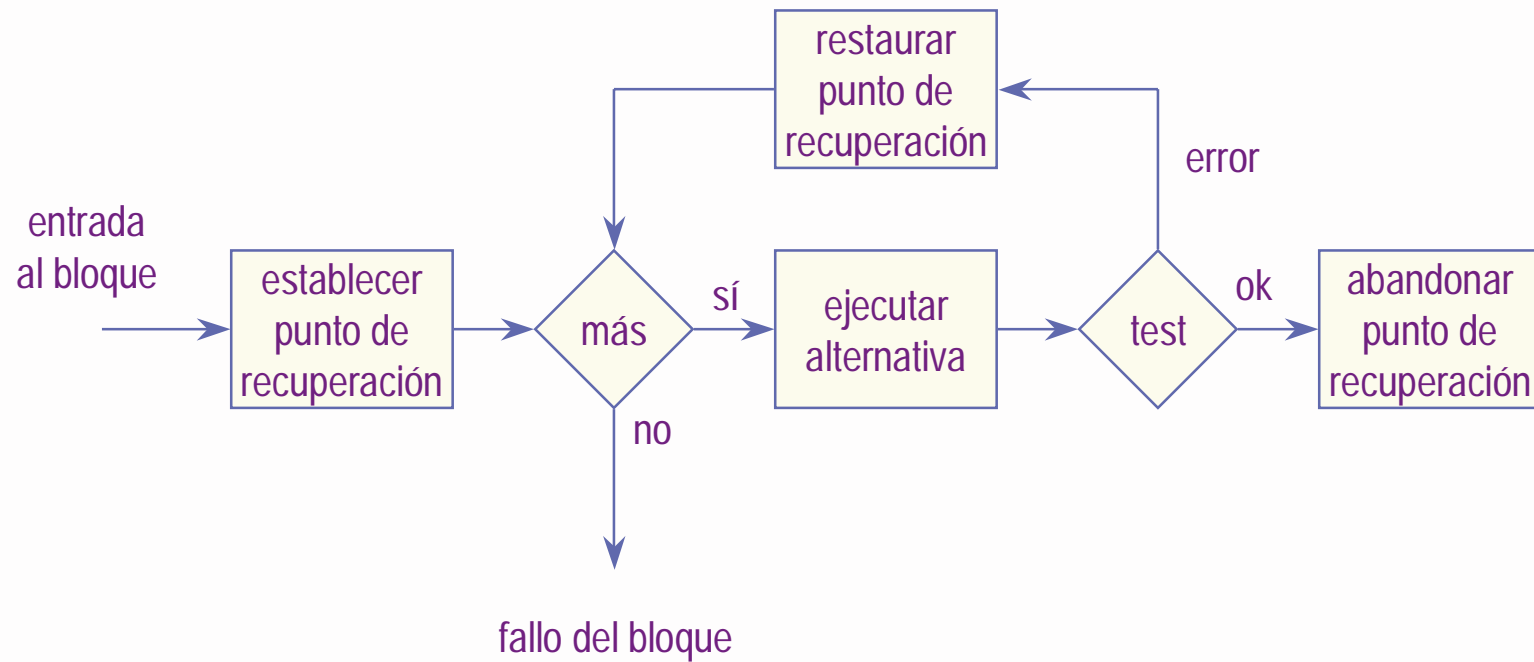 restaurar
punto de
recuperación
error
entrada
al bloque
establecer
punto de
recuperación
más
sí
ejecutar
alternativa
test
ok
abandonar
punto de
recuperación
no
fallo del bloque